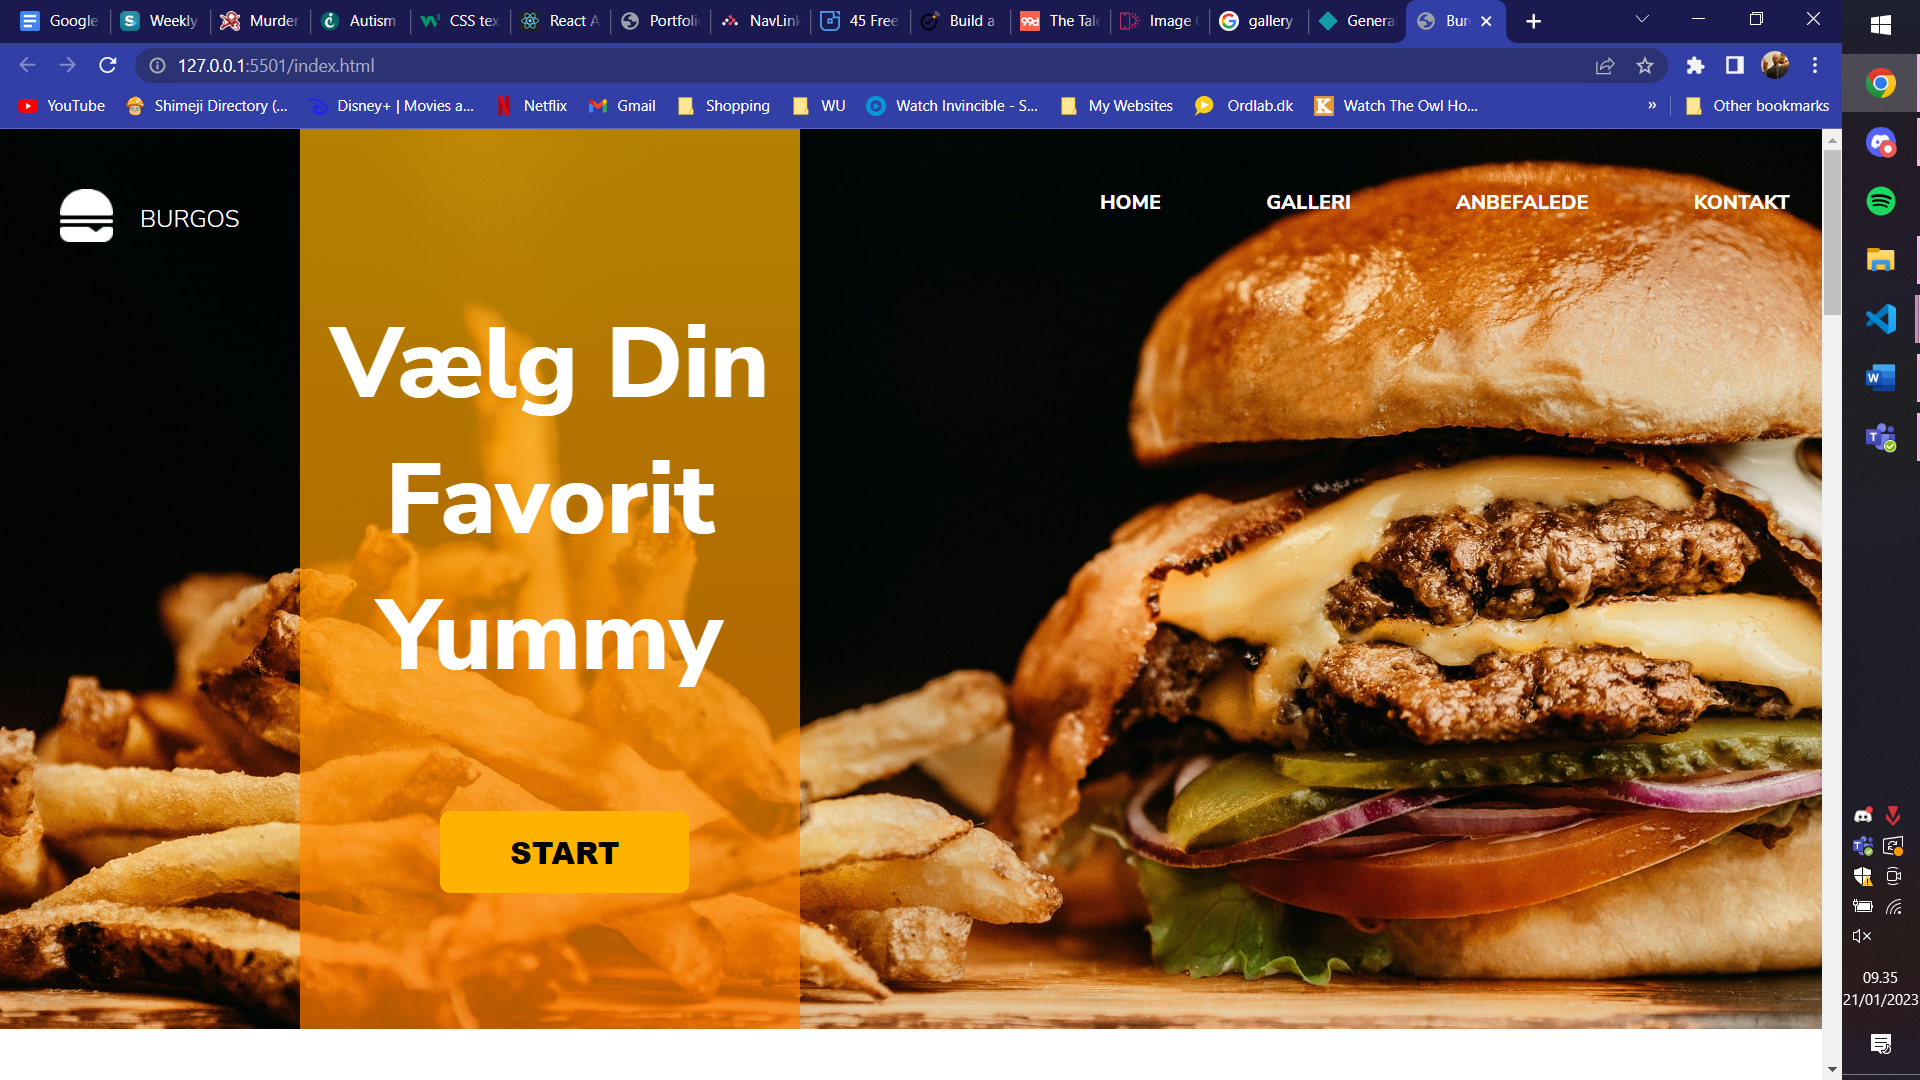 Google
Weekly
Murder
Autism
CSS tex
React A
Portfoli
NavLink
45 Free
Build a
The Tal
Image
gallery
Genera
Bur
127.0.0.1:5501/index.html
YouTube
Shimeji Directory (...
Disney+ | Movies a...
Netflix
Gmail
Shopping
WU
Watch Invincible - S...
My Websites
Ordlab.dk
Watch The Owl Ho...
»
Other bookmarks
BURGOS
HOME
GALLERI
ANBEFALEDE
KONTAKT
Vælg Din
Favorit
Yummy
START
09.35
21/01/2023